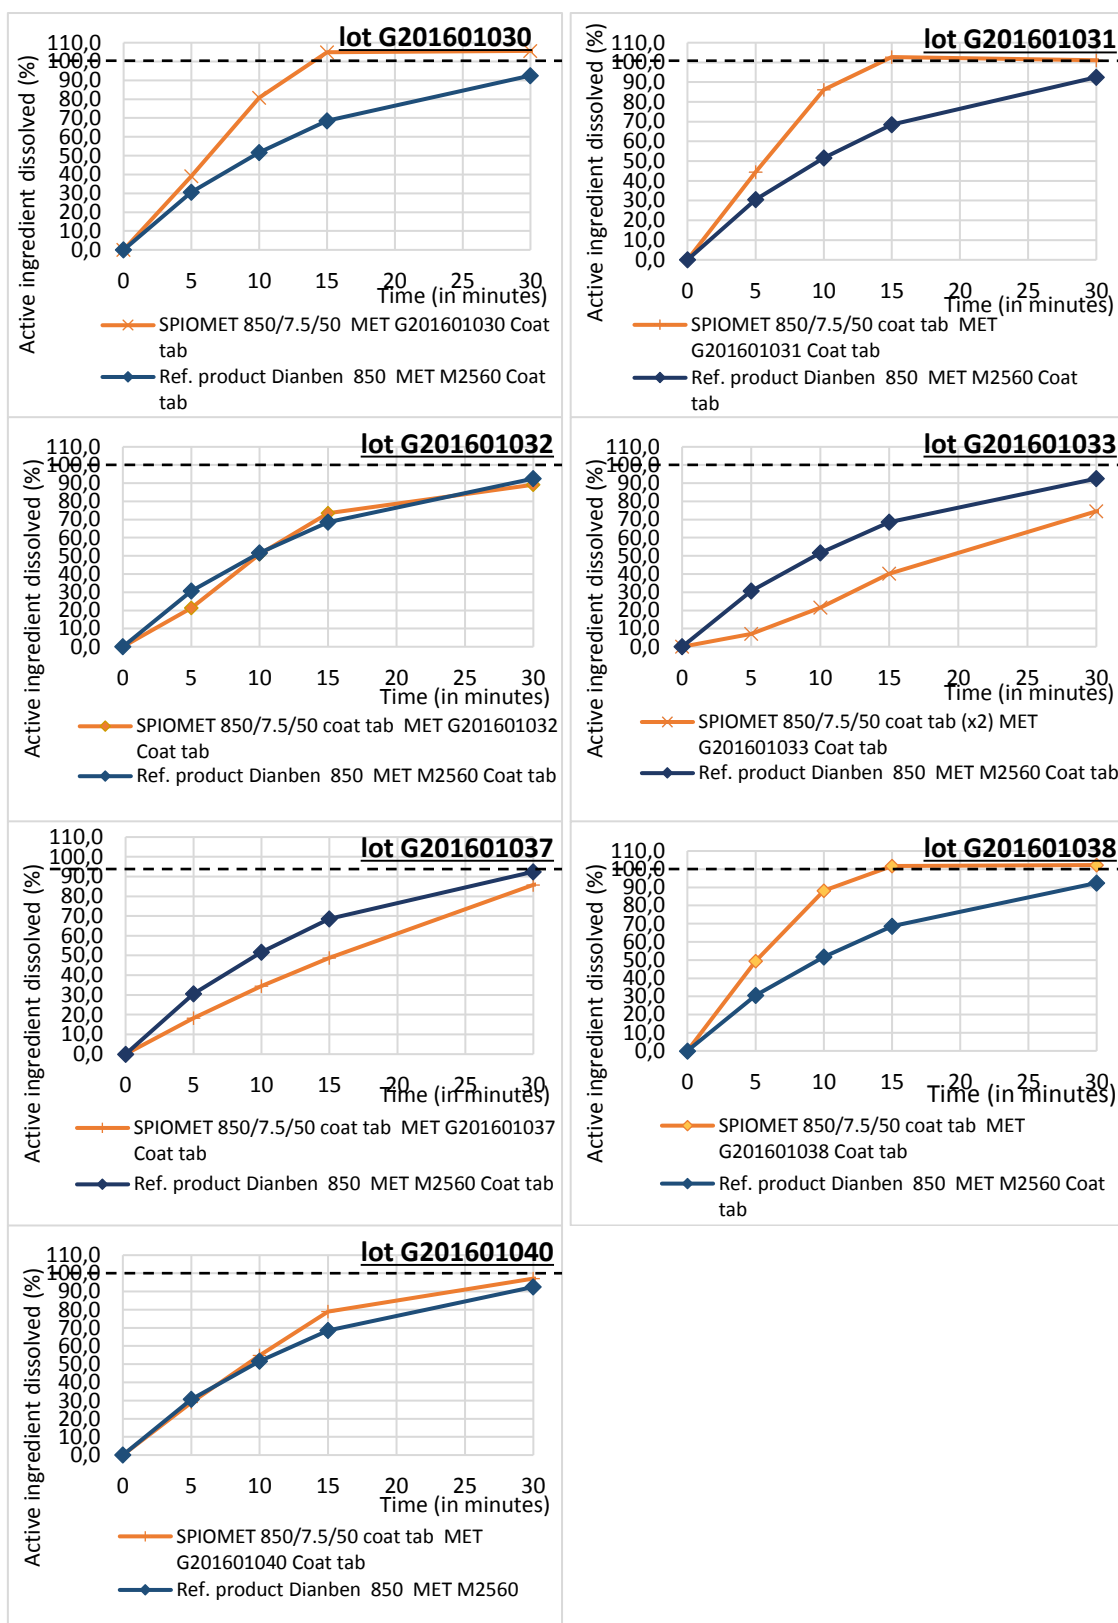 lot G201601030
Active ingredient dissolved (%)
110,0
100,0
90,0
80,0
70,0
60,0
50,0
40,0
30,0
20,0
10,0
0,0
0 5 10 15 20 25 30
Time (in minutes)
SPIOMET 850/7.5/50 MET G201601030 Coat
tab
Ref. product Dianben 850 MET M2560 Coat
tab
lot G201601031
Active ingredient dissolved (%)
110,0
100,0
90,0
80,0
70,0
60,0
50,0
40,0
30,0
20,0
10,0
0,0
0 5 10 15 20 25 30
Time (in minutes)
SPIOMET 850/7.5/50 coat tab MET
G201601031 Coat tab
Ref. product Dianben 850 MET M2560 Coat
tab
lot G201601032
Active ingredient dissolved (%)
110,0
100,0
90,0
80,0
70,0
60,0
50,0
40,0
30,0
20,0
10,0
0,0
0 5 10 15 20 25 30
Time (in minutes)
SPIOMET 850/7.5/50 coat tab MET G201601032
Coat tab
Ref. product Dianben 850 MET M2560 Coat tab
lot G201601033
Active ingredient dissolved (%)
110,0
100,0
90,0
80,0
70,0
60,0
50,0
40,0
30,0
20,0
10,0
0,0
0 5 10 15 20 25 30
Time (in minutes)
SPIOMET 850/7.5/50 coat tab (x2) MET
G201601033 Coat tab
Ref. product Dianben 850 MET M2560 Coat tab
lot G201601037
Active ingredient dissolved (%)
110,0
100,0
90,0
80,0
70,0
60,0
50,0
40,0
30,0
20,0
10,0
0,0
0 5 10 15 20 25 30
Time (in minutes)
SPIOMET 850/7.5/50 coat tab MET G201601037
Coat tab
Ref. product Dianben 850 MET M2560 Coat tab
lot G201601038
Active ingredient dissolved (%)
110,0
100,0
90,0
80,0
70,0
60,0
50,0
40,0
30,0
20,0
10,0
0,0
0 5 10 15 20 25 30
Time (in minutes)
SPIOMET 850/7.5/50 coat tab MET
G201601038 Coat tab
Ref. product Dianben 850 MET M2560 Coat
tab
lot G201601040
Active ingredient dissolved (%)
110,0
100,0
90,0
80,0
70,0
60,0
50,0
40,0
30,0
20,0
10,0
0,0
0 5 10 15 20 25 30
Time (in minutes)
SPIOMET 850/7.5/50 coat tab MET
G201601040 Coat tab
Ref. product Dianben 850 MET M2560